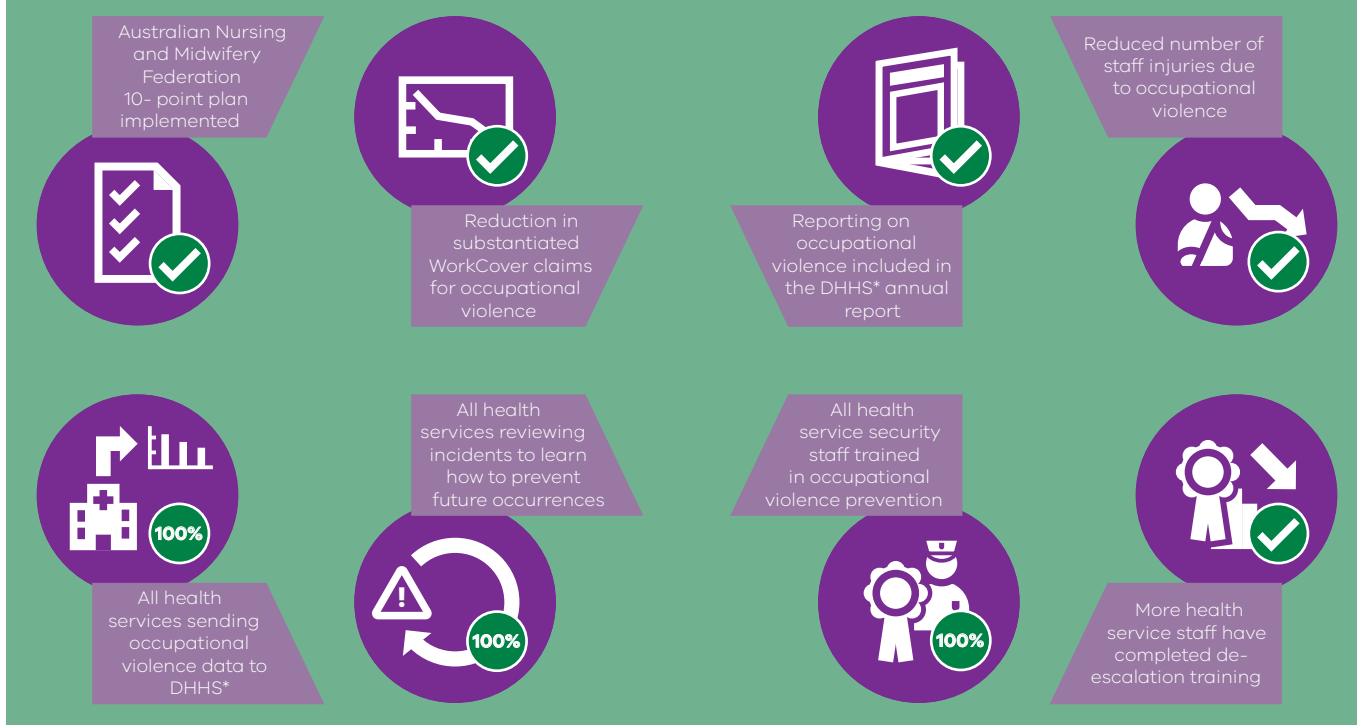 Australian Nursing
and Midwifery
Federation
10- point plan
implemented
Reduction in
substantiated
WorkCover claims
for occupational
violence
Reporting on
occupational
violence included in
the DHHS* annual
report
Reduced number of
staff injuries due
to occupational
violence
100%
All health
services sending
occupational
violence data to
DHHS*
All health
services reviewing
incidents to learn
how to prevent
future occurrences
100%
All health
service security
staff trained
in occupational
violence prevention
100%
More health
service staff have
completed de-
escalation training